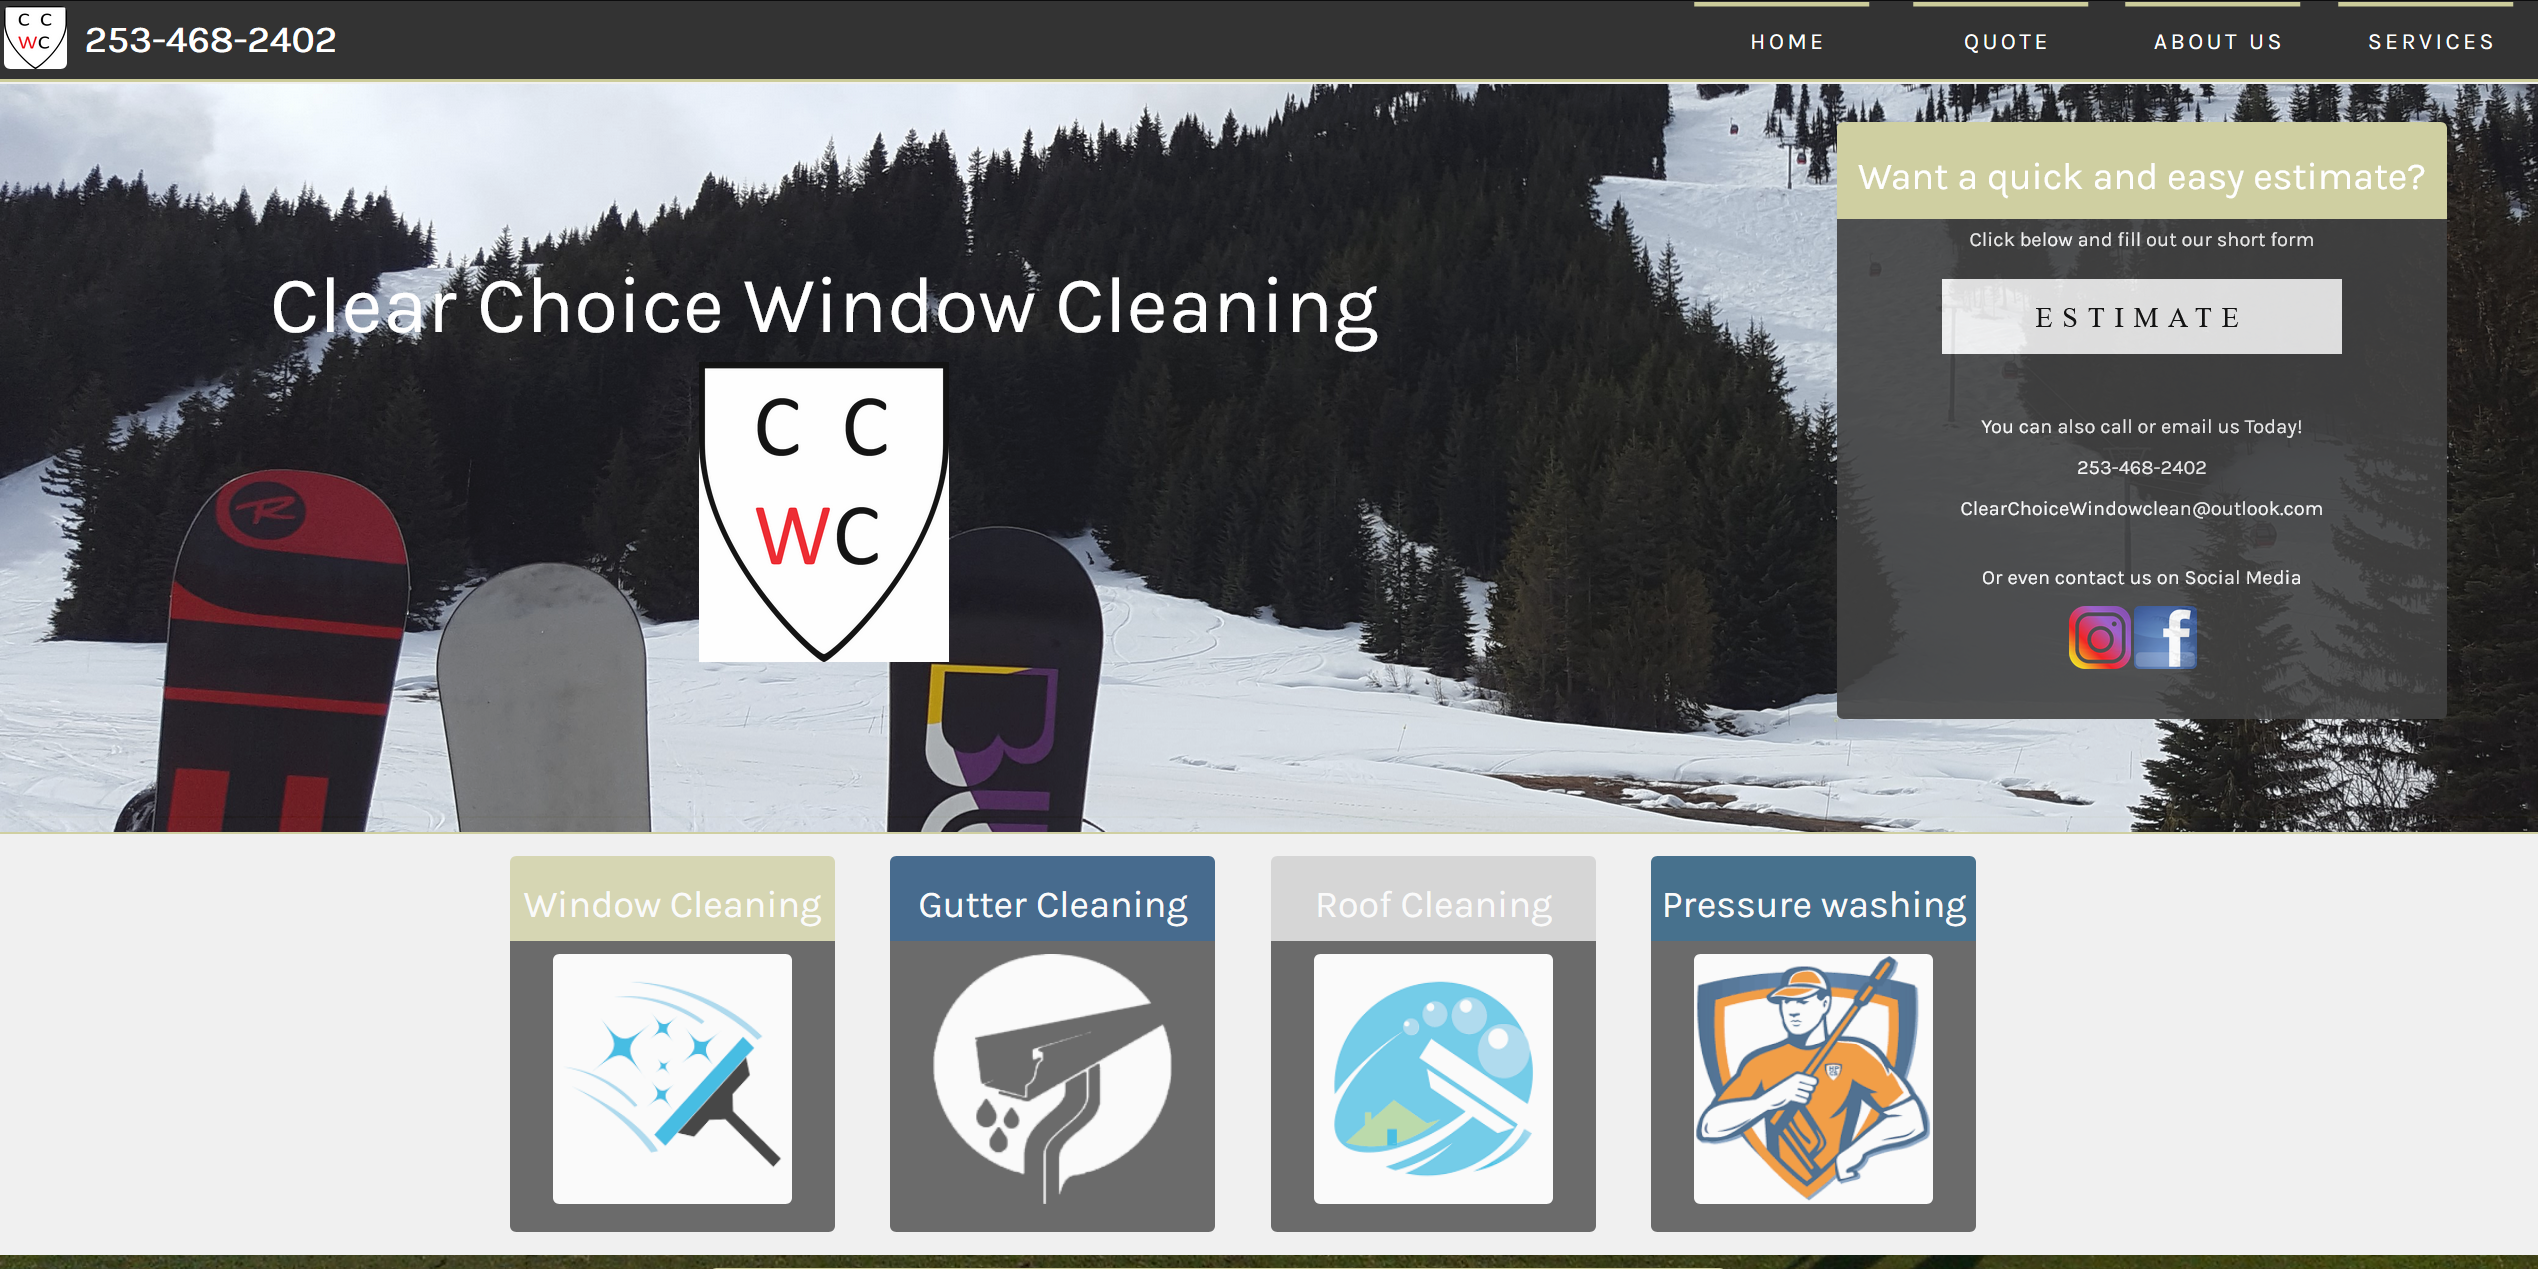 C C
WC
253-468-2402
HOME
QUOTE
ABOUT US
SERVICES
Clear Choice Window Cleaning
C C
WC
R
BU
Want a quick and easy estimate?
Click below and fill out our short form
ESTIMATE
You can also call or email us Today!
253-468-2402
ClearChoiceWindowclean@outlook.com
Or even contact us on Social Media
f
Window Cleaning
Gutter Cleaning
Roof Cleaning
Pressure washing